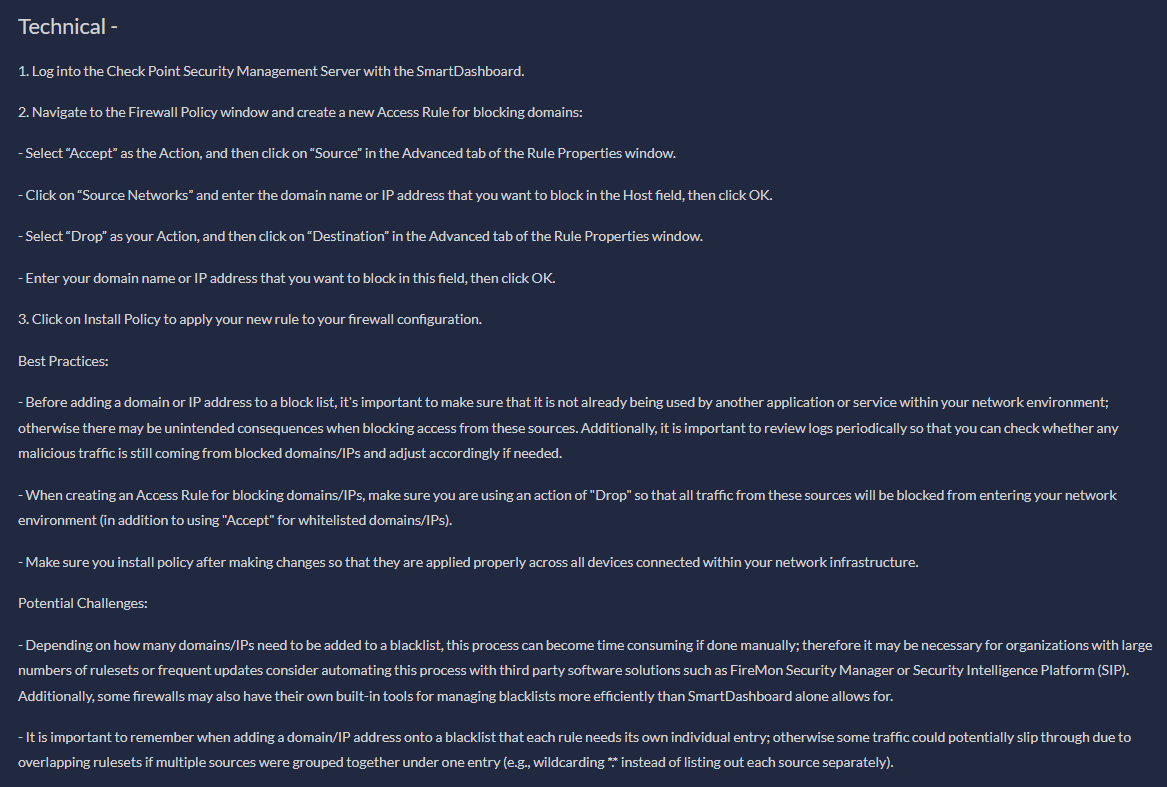 Technical -
1. Log into the Check Point Security Management Server with the SmartDashboard.
2. Navigate to the Firewall Policy window and create a new Access Rule for blocking domains:
- Select “Accept” as the Action, and then click on “Source” in the Advanced tab of the Rule Properties window.
- Click on “Source Networks” and enter the domain name or IP address that you want to block in the Host field, then click OK.
- Select “Drop” as your Action, and then click on “Destination” in the Advanced tab of the Rule Properties window.
- Enter your domain name or IP address that you want to block in this field, then click OK.
3. Click on Install Policy to apply your new rule to your firewall configuration.
Best Practices:
- Before adding a domain or IP address to a block list, it's important to make sure that it is not already being used by another application or service within your network environment;
otherwise there may be unintended consequences when blocking access from these sources. Additionally, it is important to review logs periodically so that you can check whether any
malicious traffic is still coming from blocked domains/IPs and adjust accordingly if needed.
- When creating an Access Rule for blocking domains/IPs, make sure you are using an action of "Drop" so that all traffic from these sources will be blocked from entering your network
environment (in addition to using "Accept" for whitelisted domains/IPs).
- Make sure you install policy after making changes so that they are applied properly across all devices connected within your network infrastructure.
Potential Challenges:
- Depending on how many domains/IPs need to be added to a blacklist, this process can become time consuming if done manually; therefore it may be necessary for organizations with large
numbers of rulesets or frequent updates consider automating this process with third party software solutions such as FireMon Security Manager or Security Intelligence Platform (SIP).
Additionally, some firewalls may also have their own built-in tools for managing blacklists more efficiently than SmartDashboard alone allows for.
- It is important to remember when adding a domain/IP address onto a blacklist that each rule needs its own individual entry; otherwise some traffic could potentially slip through due to
overlapping rulesets if multiple sources were grouped together under one entry (e.g., wildcarding *.* instead of listing out each source separately).